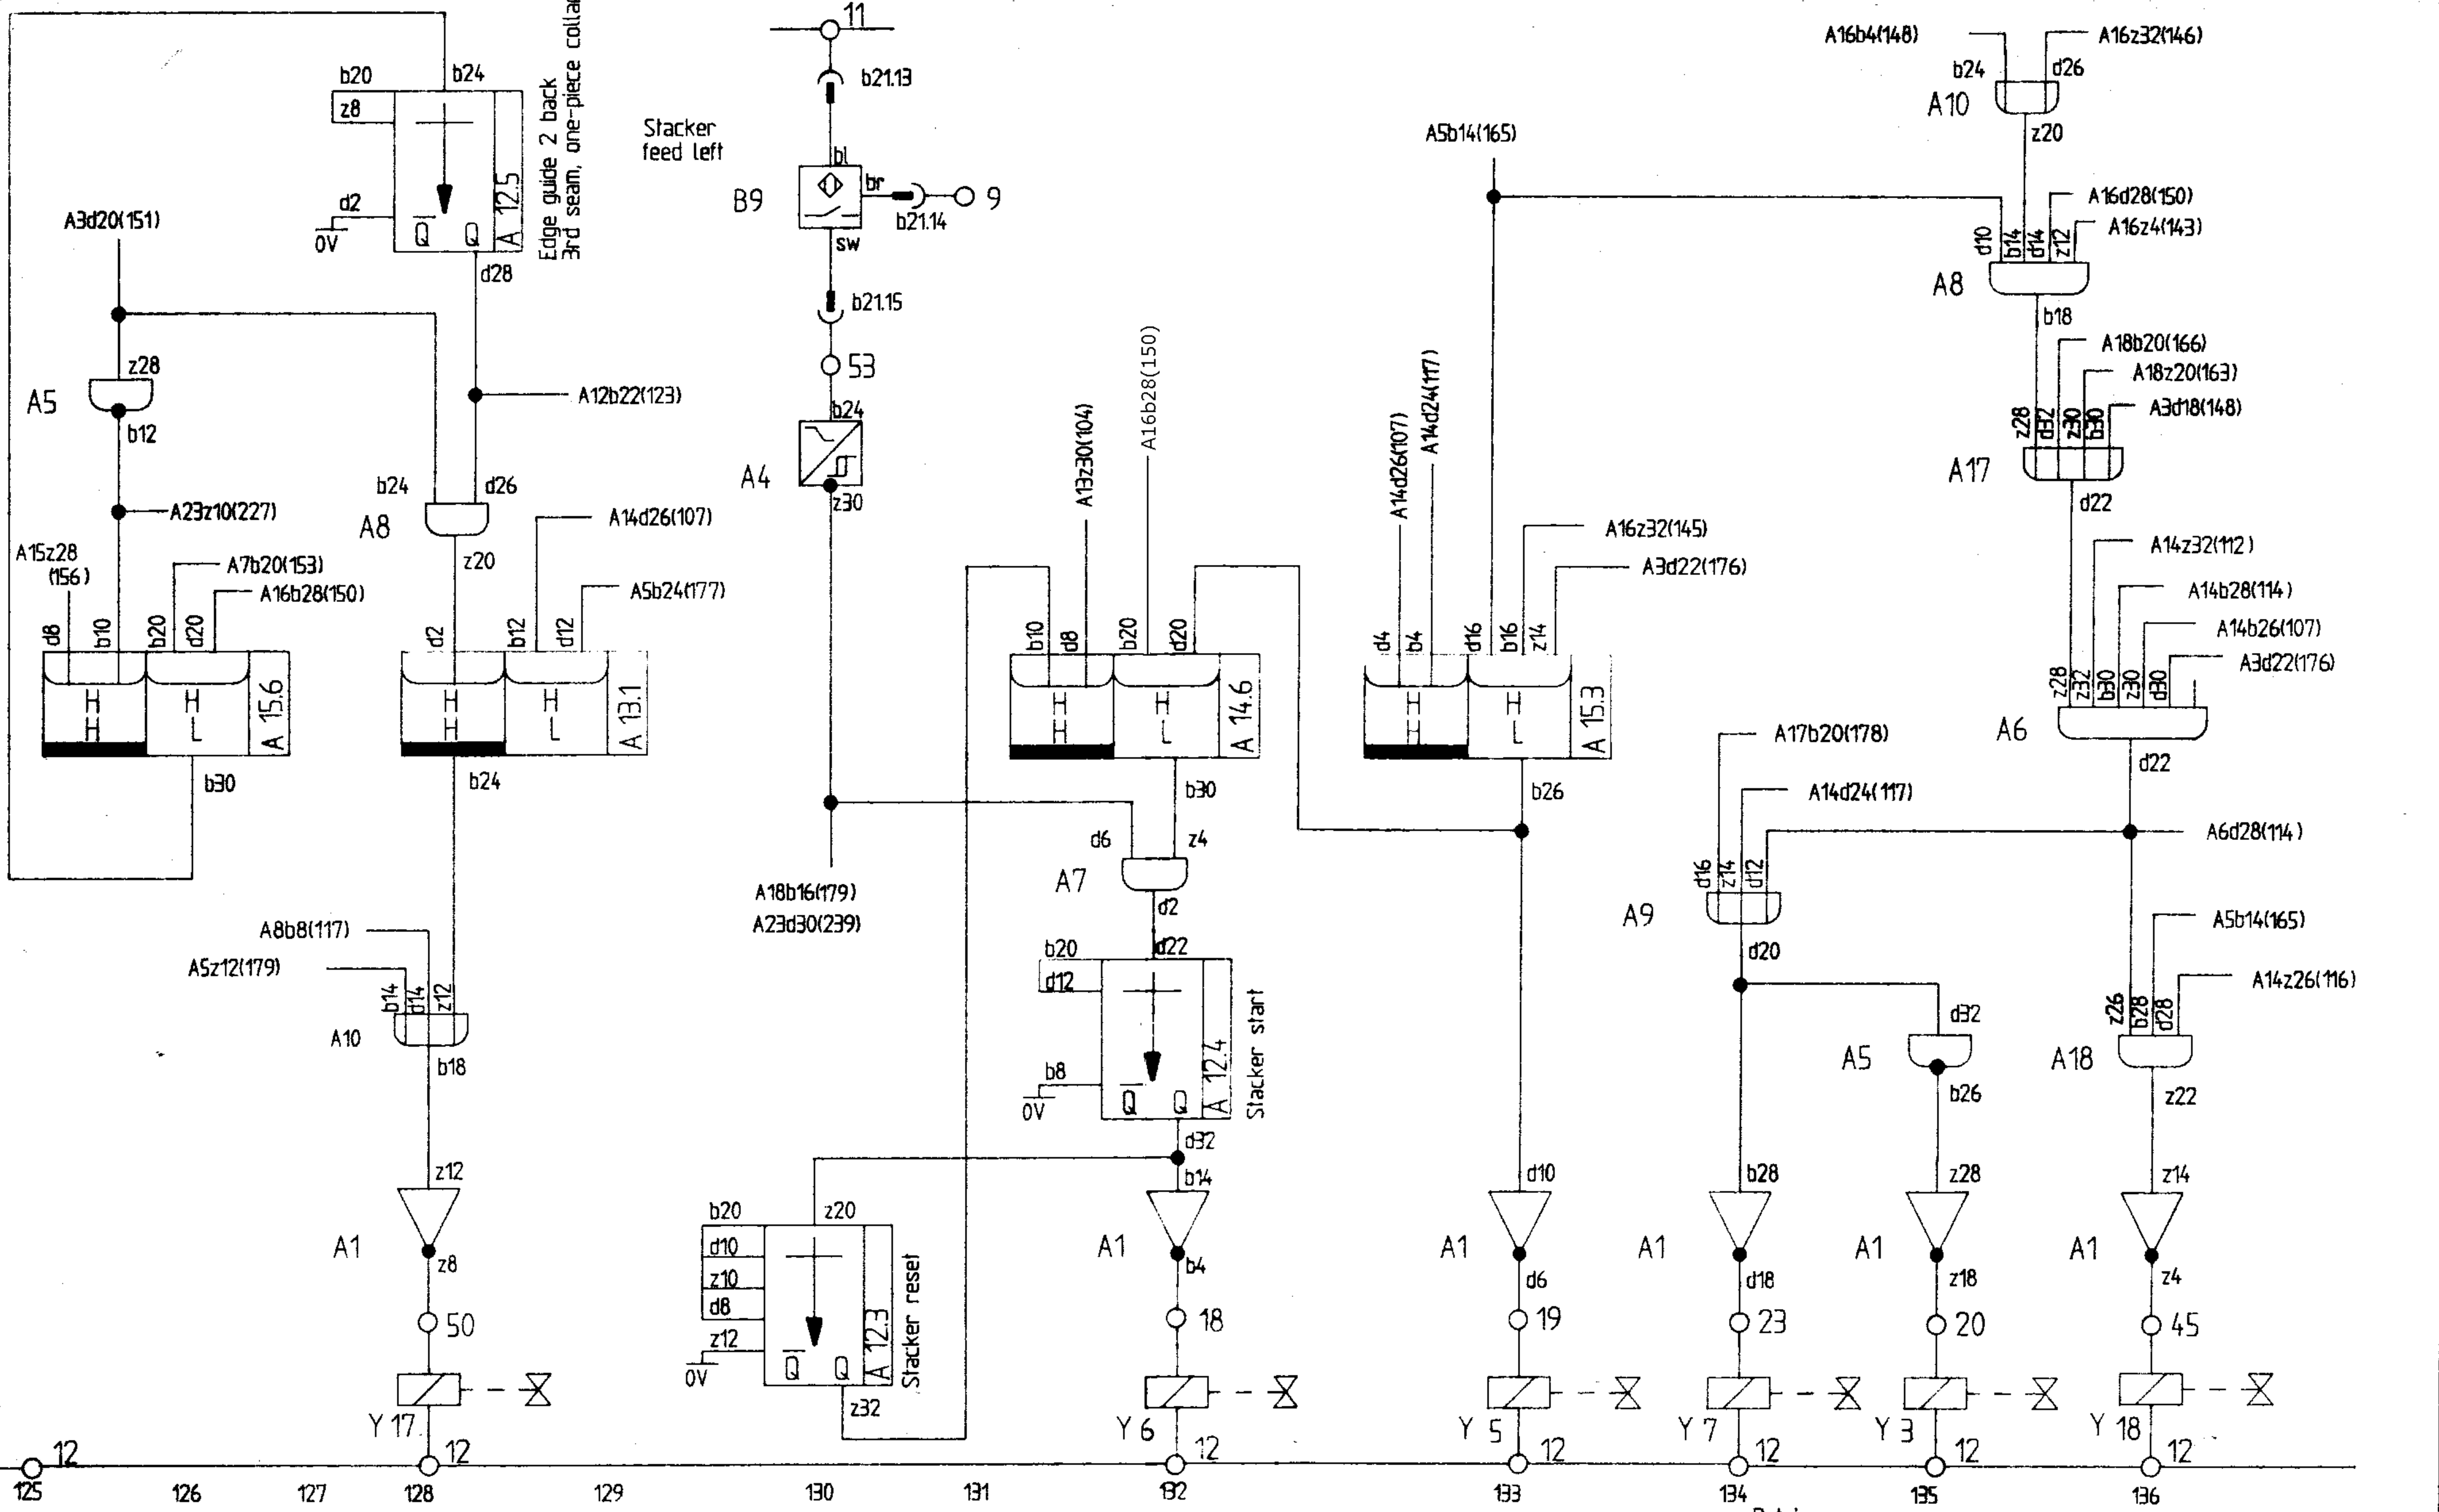 b20
b24
z8
d2
0V
Q
Q
A 12.5
Edge guide 2 back
3rd seam, one-piece
d28
A3d20(151)
z28
A5
b12
A12b22(123)
b24
d26
A8
z20
A23z10(227)
A15z28
(156)
A7b20(153)
A16b28(150)
A14d26(107)
A5b24(177)
d8
b10
b20
d20
H
H
H
L
A 15.6
b30
d2
b12
d12
H
H
H
L
A 13.1
b24
A8b8(117)
A5z12(179)
b14
d14
z12
A10
b18
z12
A1
z8
50
Y 17
12
11
b21.13
Stacker
feed left
bl
B9
br
9
b21.14
sw
b21.15
53
b24
A4
z30
A18b16(179)
A23d30(239)
A13z30(104)
A16b28(150)
b10
d8
b20
d20
H
H
H
L
A 14.6
b30
d6
z4
A7
d2
b20
d22
d12
b8
0V
Q
Q
A 12.4
Stacker start
d32
b14
A1
b4
18
Y 6
12
b20
z20
d10
z10
d8
z12
0V
Q
Q
A 12.3
Stacker reset
z32
A5b14(165)
A14d26(107)
A14d24(117)
A16z32(145)
A3d22(176)
d4
b4
d16
b16
z14
H
H
H
L
A 15.3
b26
d10
A1
d6
19
Y 5
12
A16b4(148)
A16z32(146)
b24
d26
A10
z20
A16d28(150)
A16z4(143)
d10
b14
d14
z12
A8
b18
A18b20(166)
A18z20(163)
A3d18(148)
z28
d32
z30
b30
A17
d22
A14z32(112)
A14b28(114)
A14b26(107)
A3d22(176)
z28
z32
b30
z30
d30
A6
d22
A17b20(178)
A14d24(117)
A6d28(114)
d16
z14
d12
A9
d20
A5b14(165)
A14z26(116)
d32
A5
b26
z26
b28
d28
A18
z22
b28
A1
d18
23
Y 7
12
z28
A1
z18
20
Y 3
12
z14
A1
z4
45
Y 18
12
12
125
126
127
128
129
130
131
132
133
134
135
136